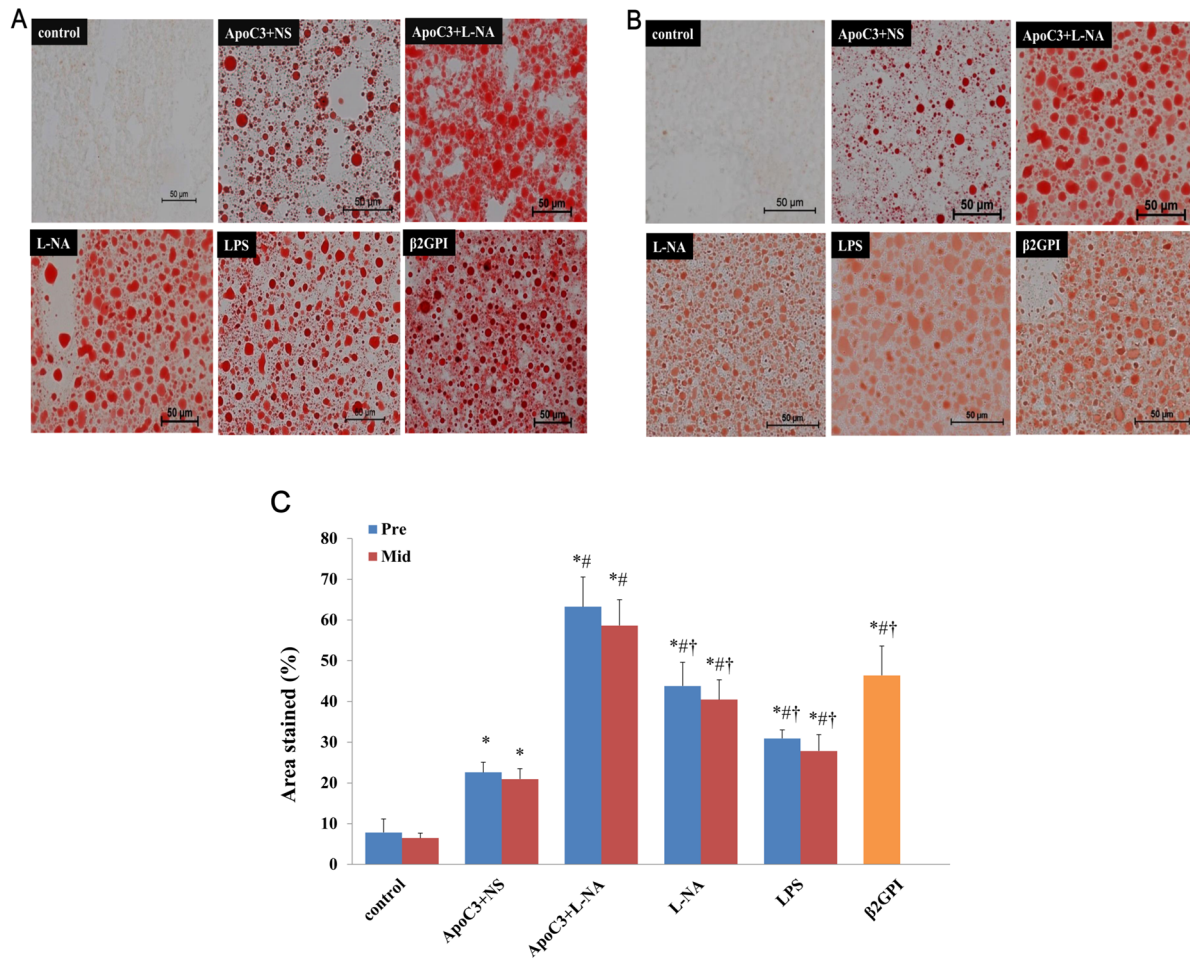 A
control
ApoC3+NS
ApoC3+L-NA
50 µm
50 µm
50 µm
L-NA
LPS
β2GPI
50 µm
50 µm
50 µm
B
control
ApoC3+NS
ApoC3+L-NA
50 µm
50 µm
50 µm
L-NA
LPS
β2GPI
50 µm
50 µm
50 µm
C
Pre
Mid
Area stained (%)
80
70
60
50
40
30
20
10
0
*
*
*#
*#
*#†
*#†
*#†
*#†
*#†
control
ApoC3+NS
ApoC3+L-NA
L-NA
LPS
β2GPI